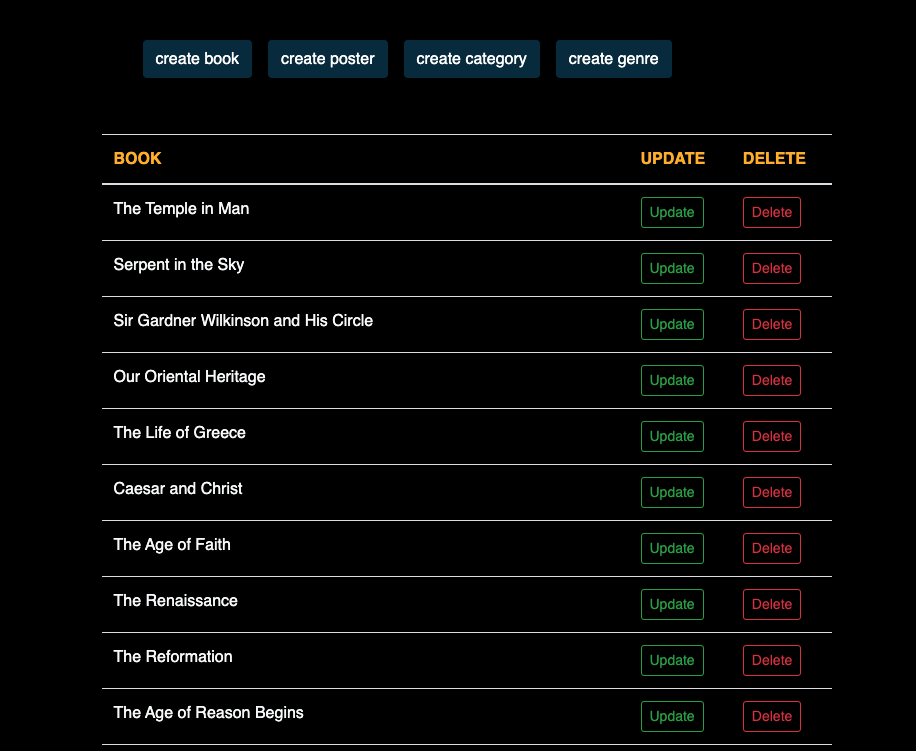 create book create poster create category create genre
BOOK UPDATE DELETE
The Temple in Man Update Delete
Serpent in the Sky Update Delete
Sir Gardner Wilkinson and His Circle Update Delete
Our Oriental Heritage Update Delete
The Life of Greece Update Delete
Caesar and Christ Update Delete
The Age of Faith Update Delete
The Renaissance Update Delete
The Reformation Update Delete
The Age of Reason Begins Update Delete